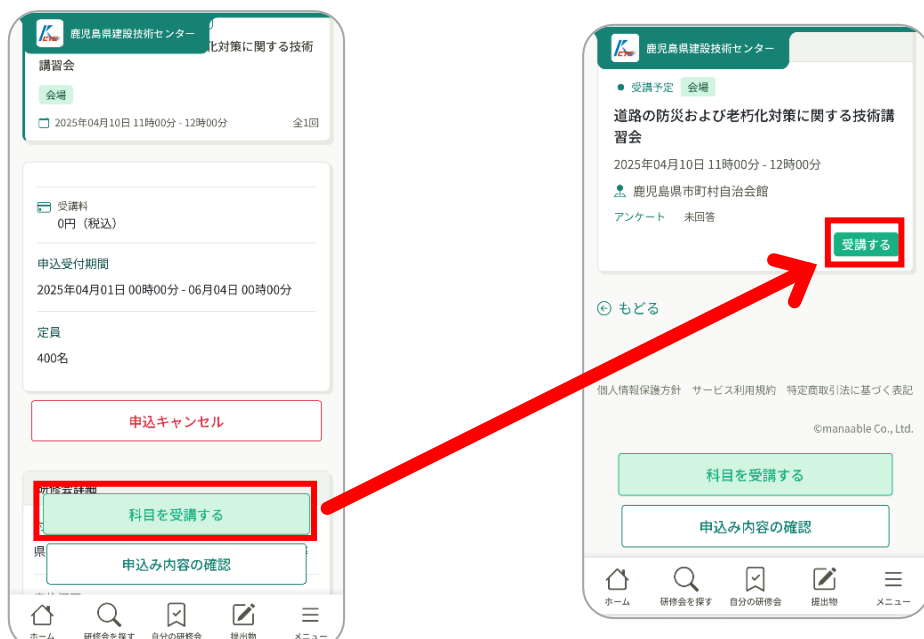 鹿児島県建設技術センター
化対策に関する技術
講習会
会場
2025年04月10日 11時00分 - 12時00分
全1回
受講料
0円（税込）
申込受付期間
2025年04月01日 00時00分 - 06月04日 00時00分
定員
400名
申込キャンセル
研修会詳細
科目を受講する
県
申込み内容の確認
ホーム
研修会を探す
自分の研修会
提出物
メニュー
鹿児島県建設技術センター
受講予定
会場
道路の防災および老朽化対策に関する技術講
習会
2025年04月10日 11時00分 - 12時00分
鹿児島県市町村自治会館
アンケート
未回答
受講する
もどる
個人情報保護方針 サービス利用規約 特定商取引法に基づく表記
©manaable Co., Ltd.
科目を受講する
申込み内容の確認
ホーム
研修会を探す
自分の研修会
提出物
メニュー